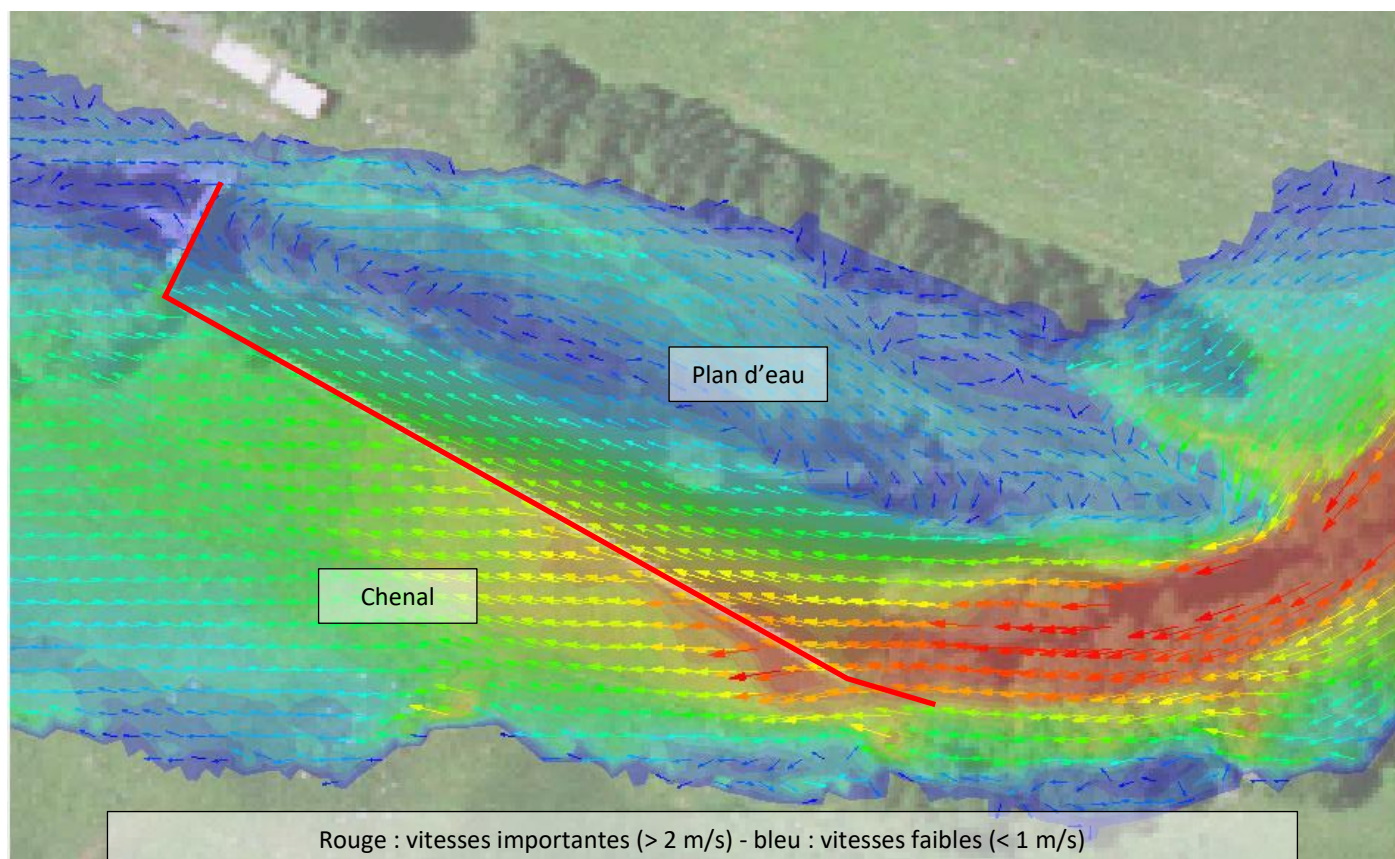 Plan d'eau
Chenal
Rouge : vitesses importantes (> 2 m/s) - bleu : vitesses faibles (< 1 m/s)